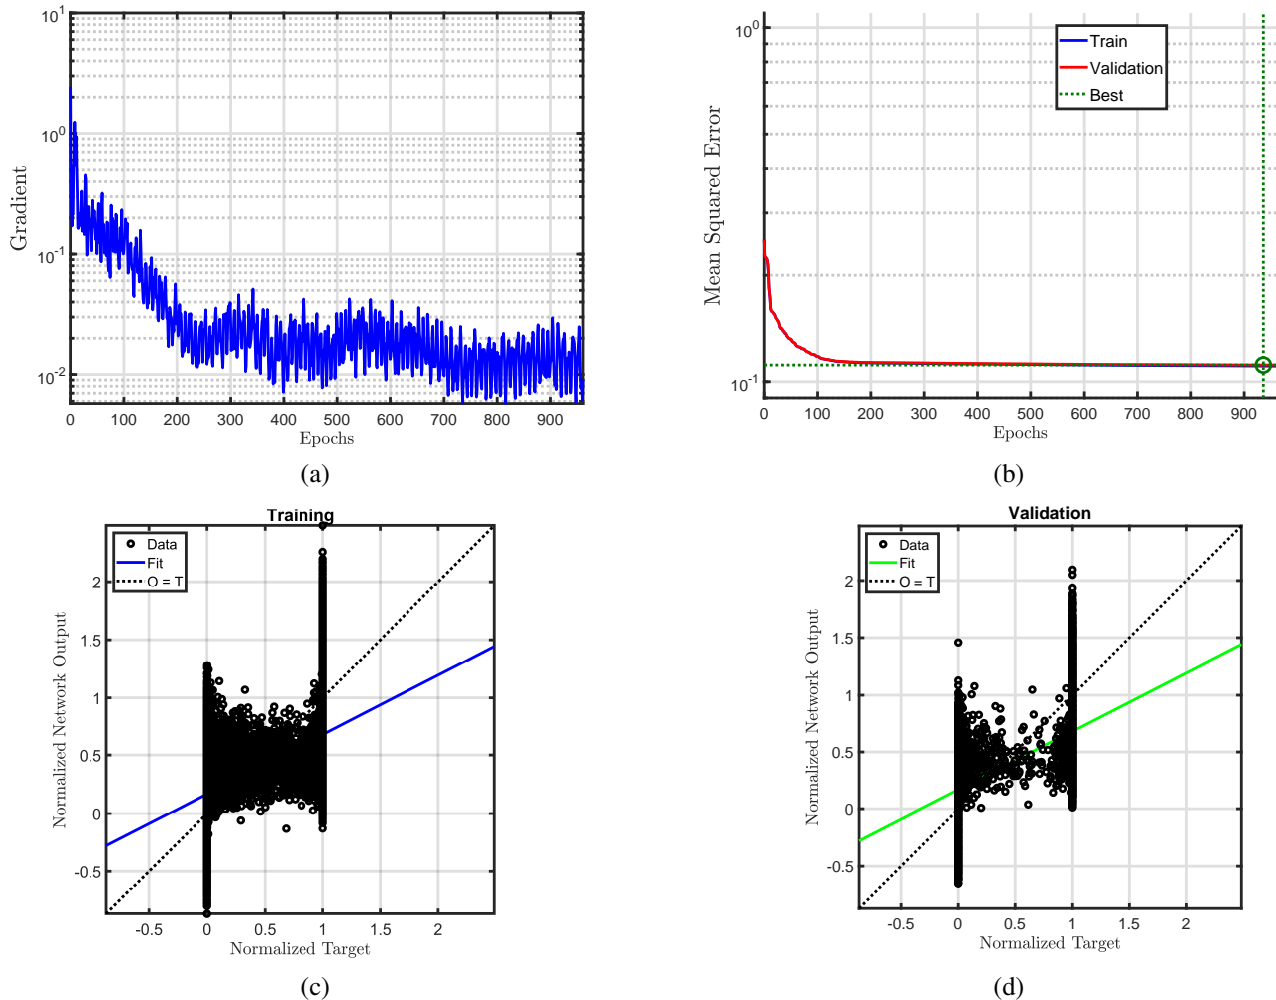 10^1
10^0
10^-1
10^-2
Gradient
0 100 200 300 400 500 600 700 800 900
Epochs
(a)
10^0
10^-1
Mean Squared Error
Train
Validation
Best
0 100 200 300 400 500 600 700 800 900
Epochs
(b)
Training
Data
Fit
O = T
2
1.5
1
0.5
0
-0.5
Normalized Network Output
-0.5 0 0.5 1 1.5 2
Normalized Target
(c)
Validation
Data
Fit
O = T
2
1.5
1
0.5
0
-0.5
Normalized Network Output
-0.5 0 0.5 1 1.5 2
Normalized Target
(d)